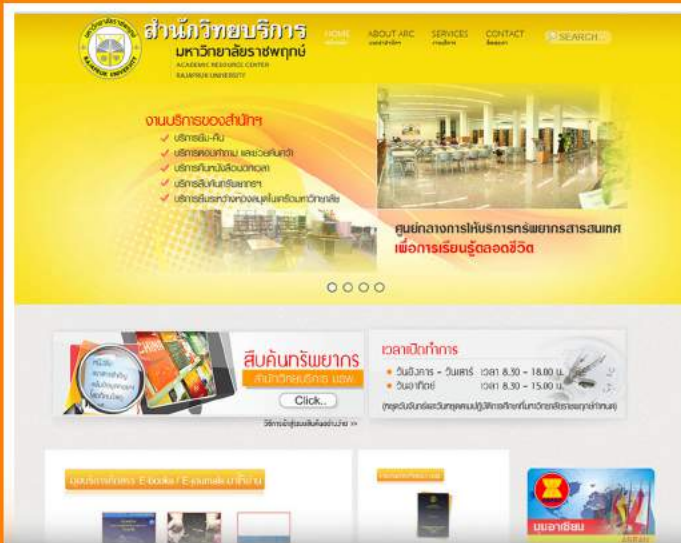 สำนักวิทยบริการ
มหาวิทยาลัยราชพฤกษ์
ACADEMIC RESOURCE CENTER
RAJAPRUK UNIVERSITY
HOME
ABOUT ARC
SERVICES
CONTACT
SEARCH...
งานบริการของสำนักฯ
บริการยืม-คืน
บริการตอบคำถาม และช่วยค้นคว้า
บริการคืนหนังสือนอกเวลา
บริการสืบค้นทรัพยากรฯ
บริการยืมระหว่างห้องสมุดในเครือมหาวิทยาลัย
ศูนย์กลางการให้บริการทรัพยากรสารสนเทศ
เพื่อการเรียนรู้ตลอดชีวิต
สืบค้นทรัพยากร
สำนักวิทยบริการ มรพ.
Click..
เวลาเปิดทำการ
วันอังคาร - วันเสาร์ เวลา 8.30 - 18.00 น.
วันอาทิตย์ เวลา 8.30 - 15.00 น.
มุมอาเซียน
ASEAN